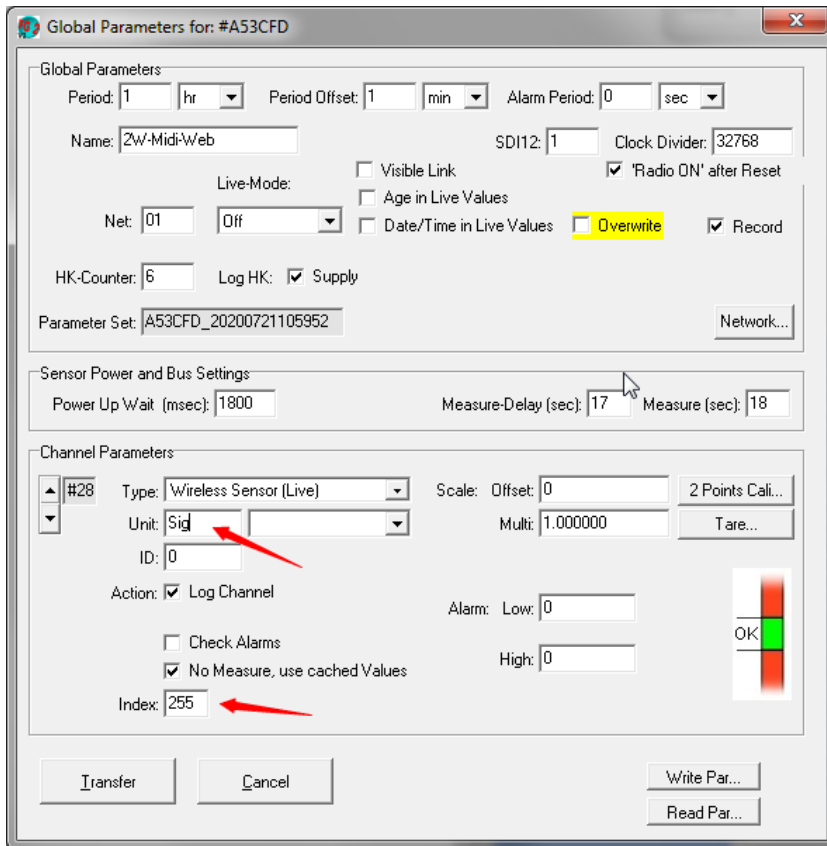 Global Parameters for: #A53CFD
Global Parameters
Period: 1 hr Period Offset: 1 min Alarm Period: 0 sec
Name: 2W-Midi-Web SDI12: 1 Clock Divider: 32768
Visible Link 'Radio ON' after Reset
Live-Mode: Age in Live Values
Net: 01 Off Date/Time in Live Values Overwrite Record
HK-Counter: 6 Log HK: Supply
Parameter Set: A53CFD_20200721105952 Network...
Sensor Power and Bus Settings
Power Up Wait (msec): 1800 Measure-Delay (sec): 17 Measure (sec): 18
Channel Parameters
#28 Type: Wireless Sensor (Live) Scale: Offset: 0 2 Points Cali...
Unit: Sig Multi: 1.000000 Tare...
ID: 0
Action: Log Channel
Alarm: Low: 0
OK
Check Alarms
High: 0
No Measure, use cached Values
Index: 255
Transfer Cancel Write Par...
Read Par...